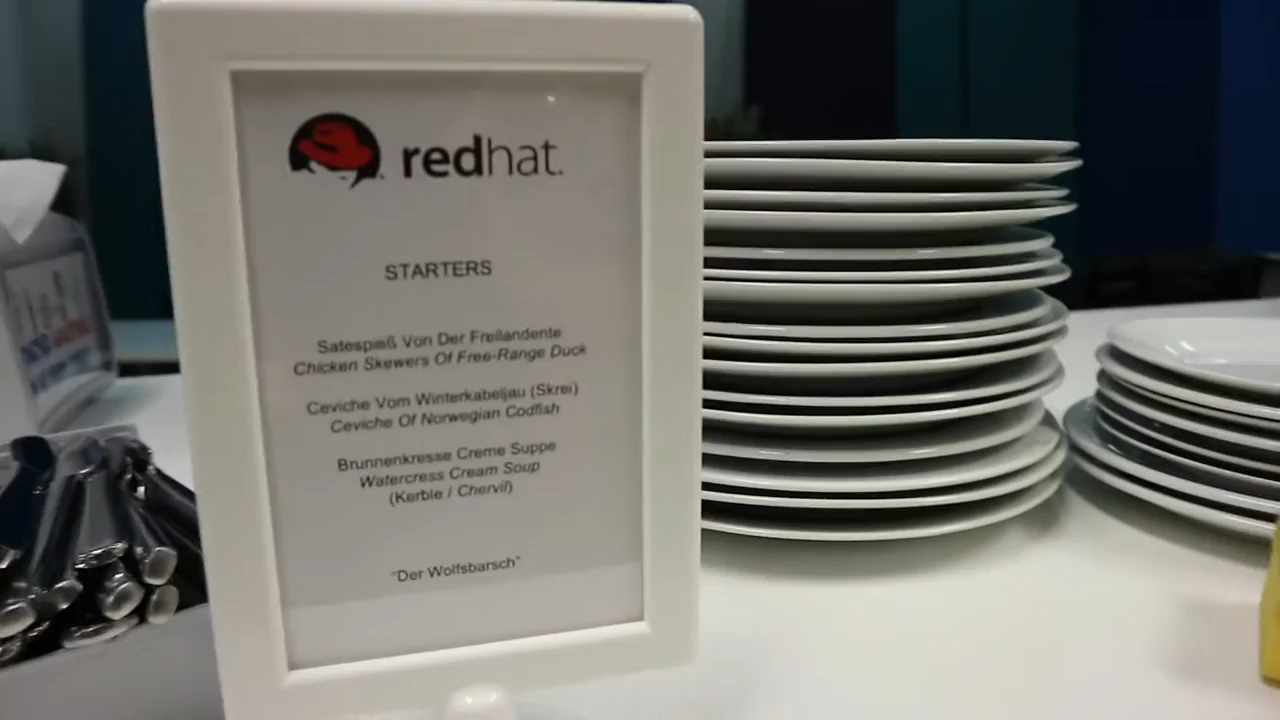 redhat.
STARTERS
Satespieß Von Der Freilandente
Chicken Skewers Of Free-Range Duck
Ceviche Vom Winterkabeljau (Skrei)
Ceviche Of Norwegian Codfish
Brunnenkresse Creme Suppe
Watercress Cream Soup
(Kerble / Chervil)
"Der Wolfsbarsch"